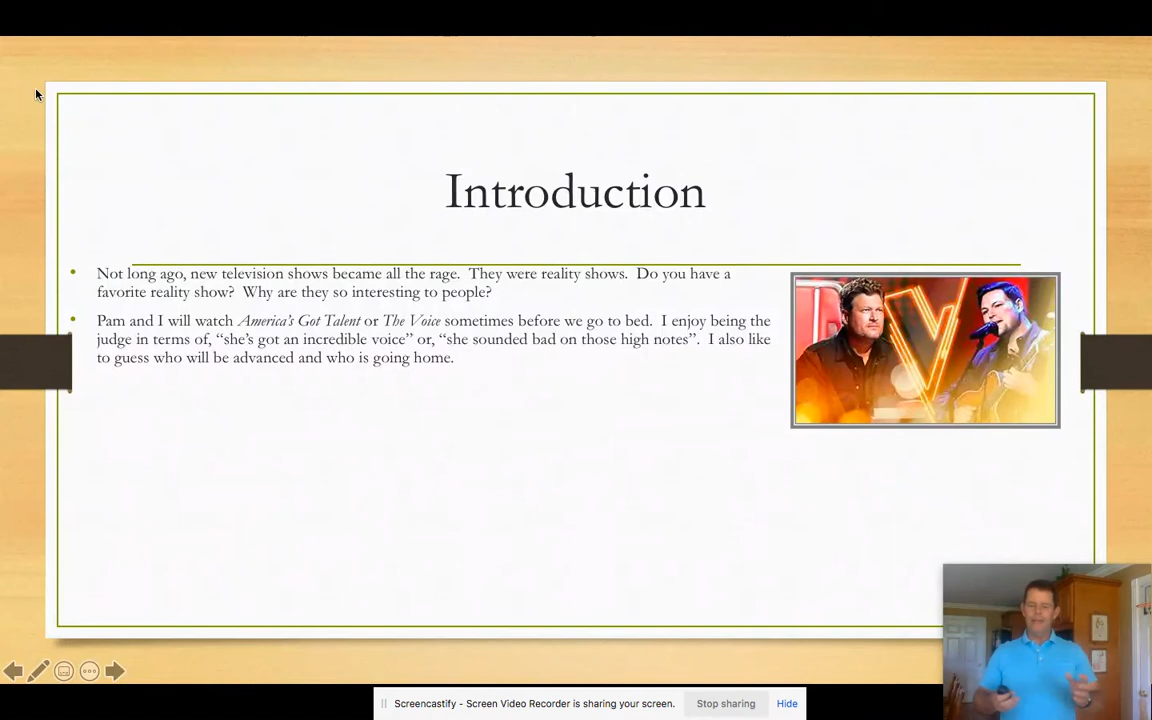 Introduction
Not long ago, new television shows became all the rage.  They were reality shows.  Do you have a
favorite reality show?  Why are they so interesting to people?
Pam and I will watch America’s Got Talent or The Voice sometimes before we go to bed.  I enjoy being the
judge in terms of, “she’s got an incredible voice” or, “she sounded bad on those high notes”.  I also like
to guess who will be advanced and who is going home.
Screencastify - Screen Video Recorder is sharing your screen.
Stop sharing
Hide